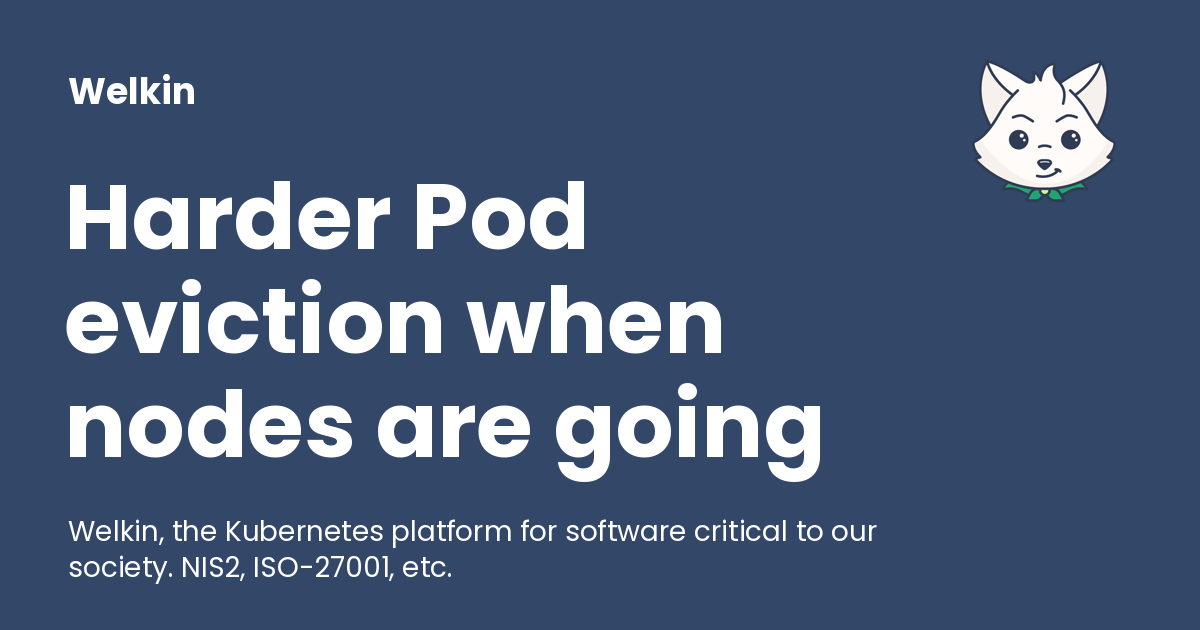 Welkin
Harder Pod
eviction when
nodes are going
Welkin, the Kubernetes platform for software critical to our
society. NIS2, ISO-27001, etc.